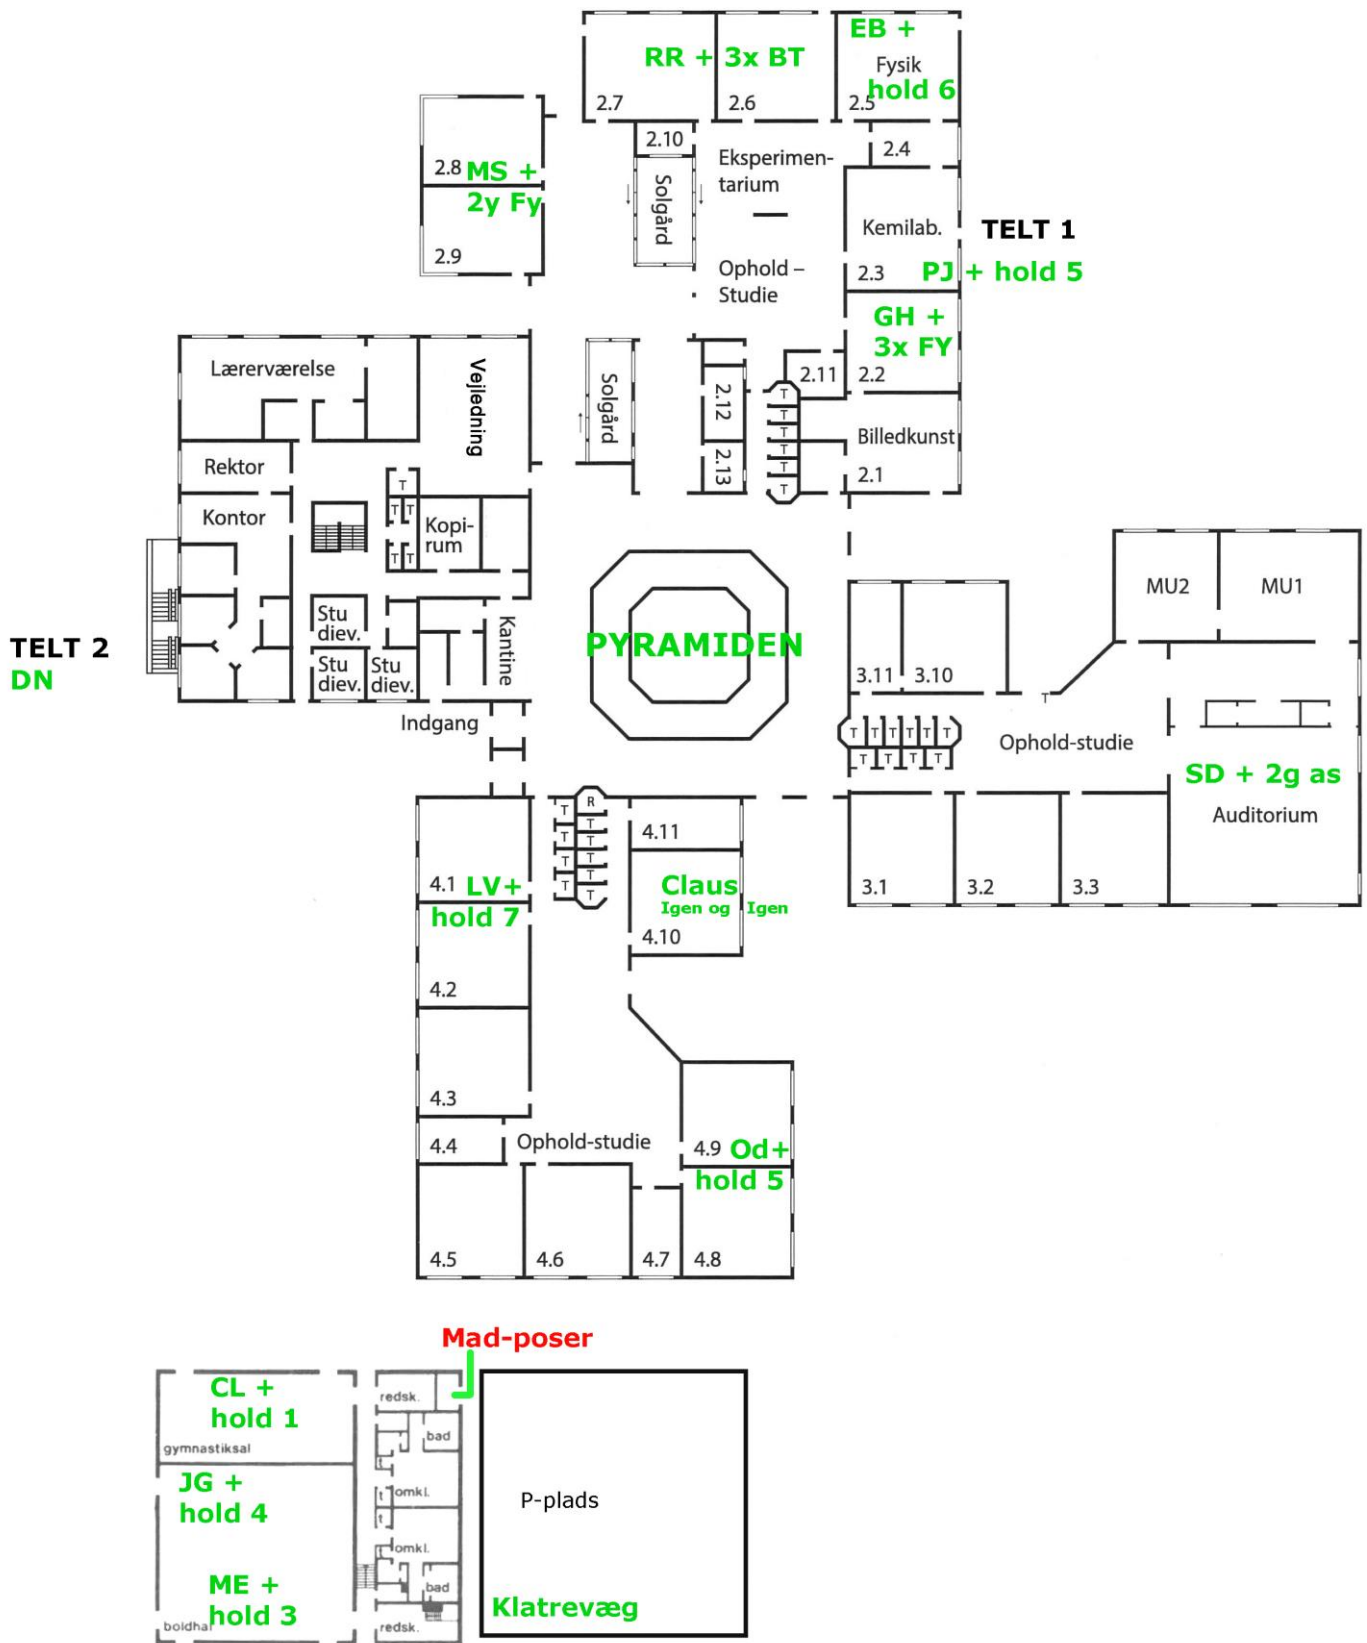 EB +
RR + 3x BT
Fysik
hold 6
2.7
2.6
2.5
2.10
2.4
Eksperimen-
tarium
2.8
MS +
2y Fy
2.9
Solgård
Kemilab.
TELT 1
2.3
PJ + hold 5
Ophold –
Studie
GH +
3x FY
2.11
2.2
Lærerværelse
Vejledning
Solgård
2.12
T
T
T
T
T
T
Billedkunst
2.13
2.1
Rektor
T
Kontor
T T
Kopi-
rum
T T
MU2
MU1
Stu
diev.
Kantine
PYRAMIDEN
TELT 2
DN
Stu
diev.
Stu
diev.
3.11
3.10
T
Indgang
T T T T T T
T T T T
Ophold-studie
SD + 2g as
Auditorium
R
T
T
T
T
T
T
T
T
T
4.11
4.1
LV+
hold 7
Claus
Igen og Igen
4.10
3.1
3.2
3.3
4.2
4.3
4.4
Ophold-studie
4.9
Od+
hold 5
4.5
4.6
4.7
4.8
Mad-poser
CL +
hold 1
gymnastiksal
redsk.
bad
t
JG +
hold 4
t
omkl.
t
P-plads
t
omkl.
ME +
hold 3
bad
boldhal
redsk.
Klatrevæg